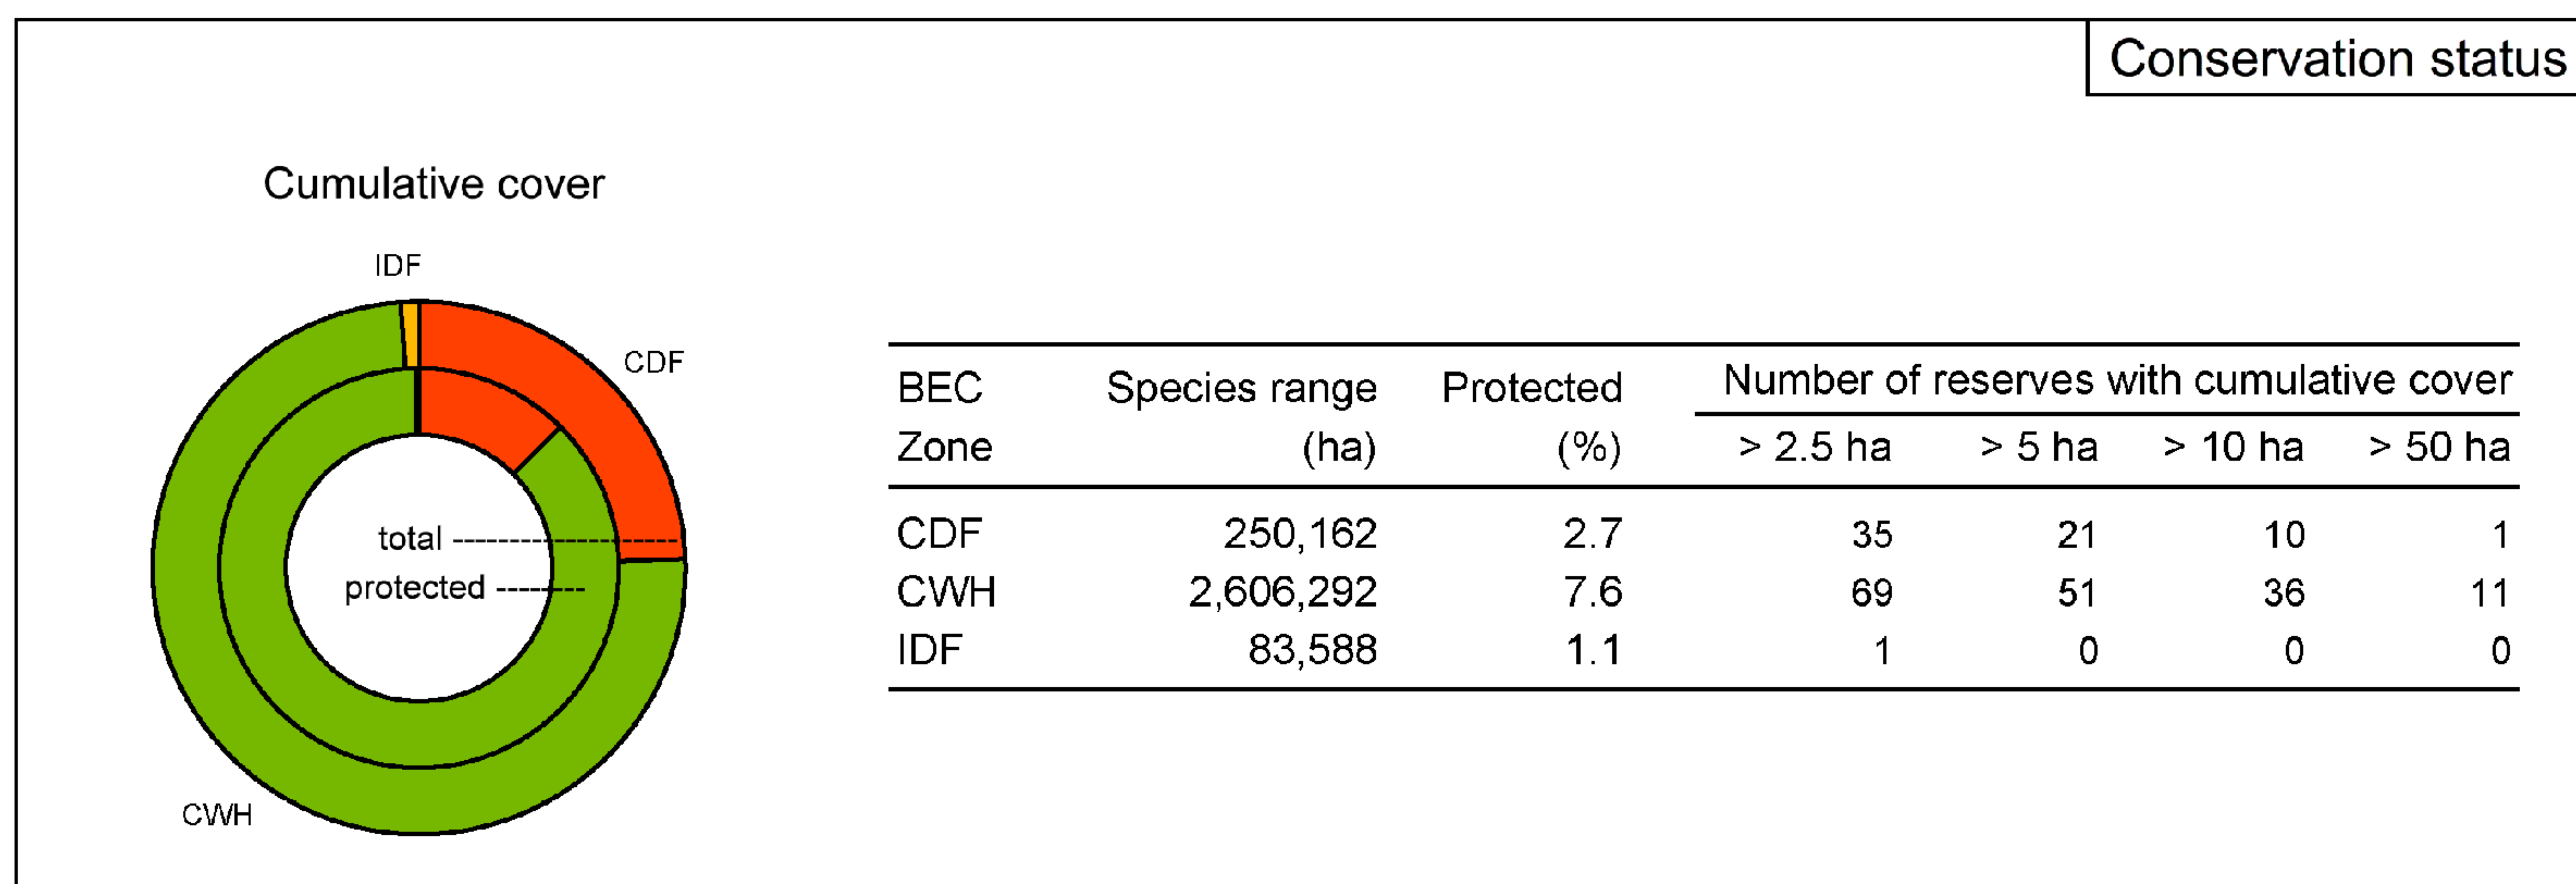 Conservation status
Cumulative cover
IDF
CDF
total
protected
CWH
BEC Species range Protected Number of reserves with cumulative cover
Zone (ha) (%) > 2.5 ha > 5 ha > 10 ha > 50 ha
CDF 250,162 2.7 35 21 10 1
CWH 2,606,292 7.6 69 51 36 11
IDF 83,588 1.1 1 0 0 0